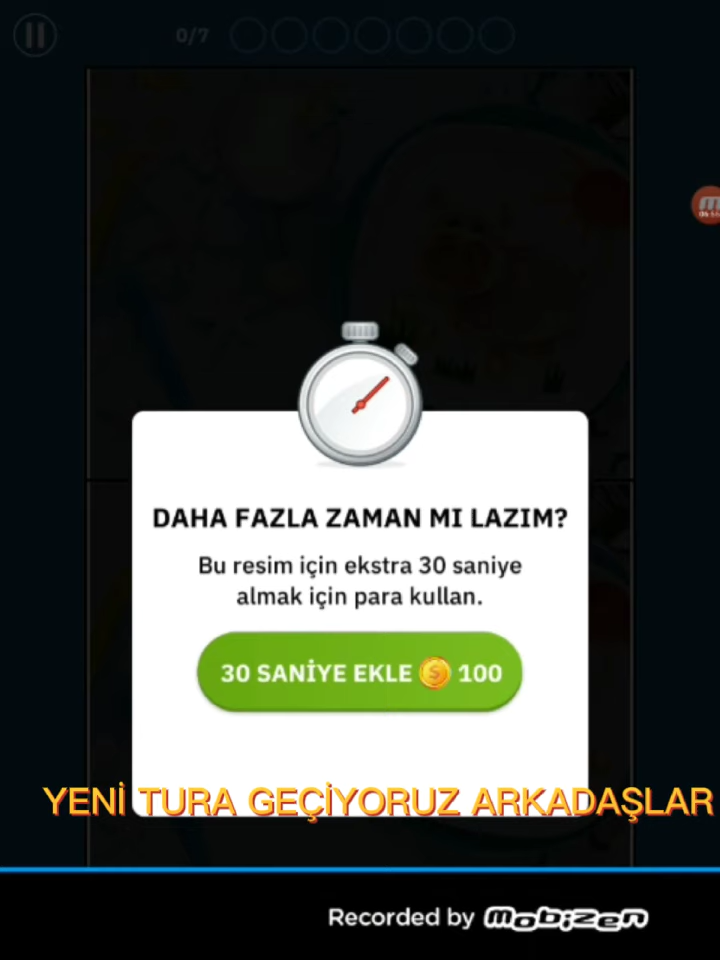 0/7
DAHA FAZLA ZAMAN MI LAZIM?
Bu resim için ekstra 30 saniye
almak için para kullan.
30 SANİYE EKLE 100
YENİ TURA GEÇİYORUZ ARKADAŞLAR
Recorded by mobizen